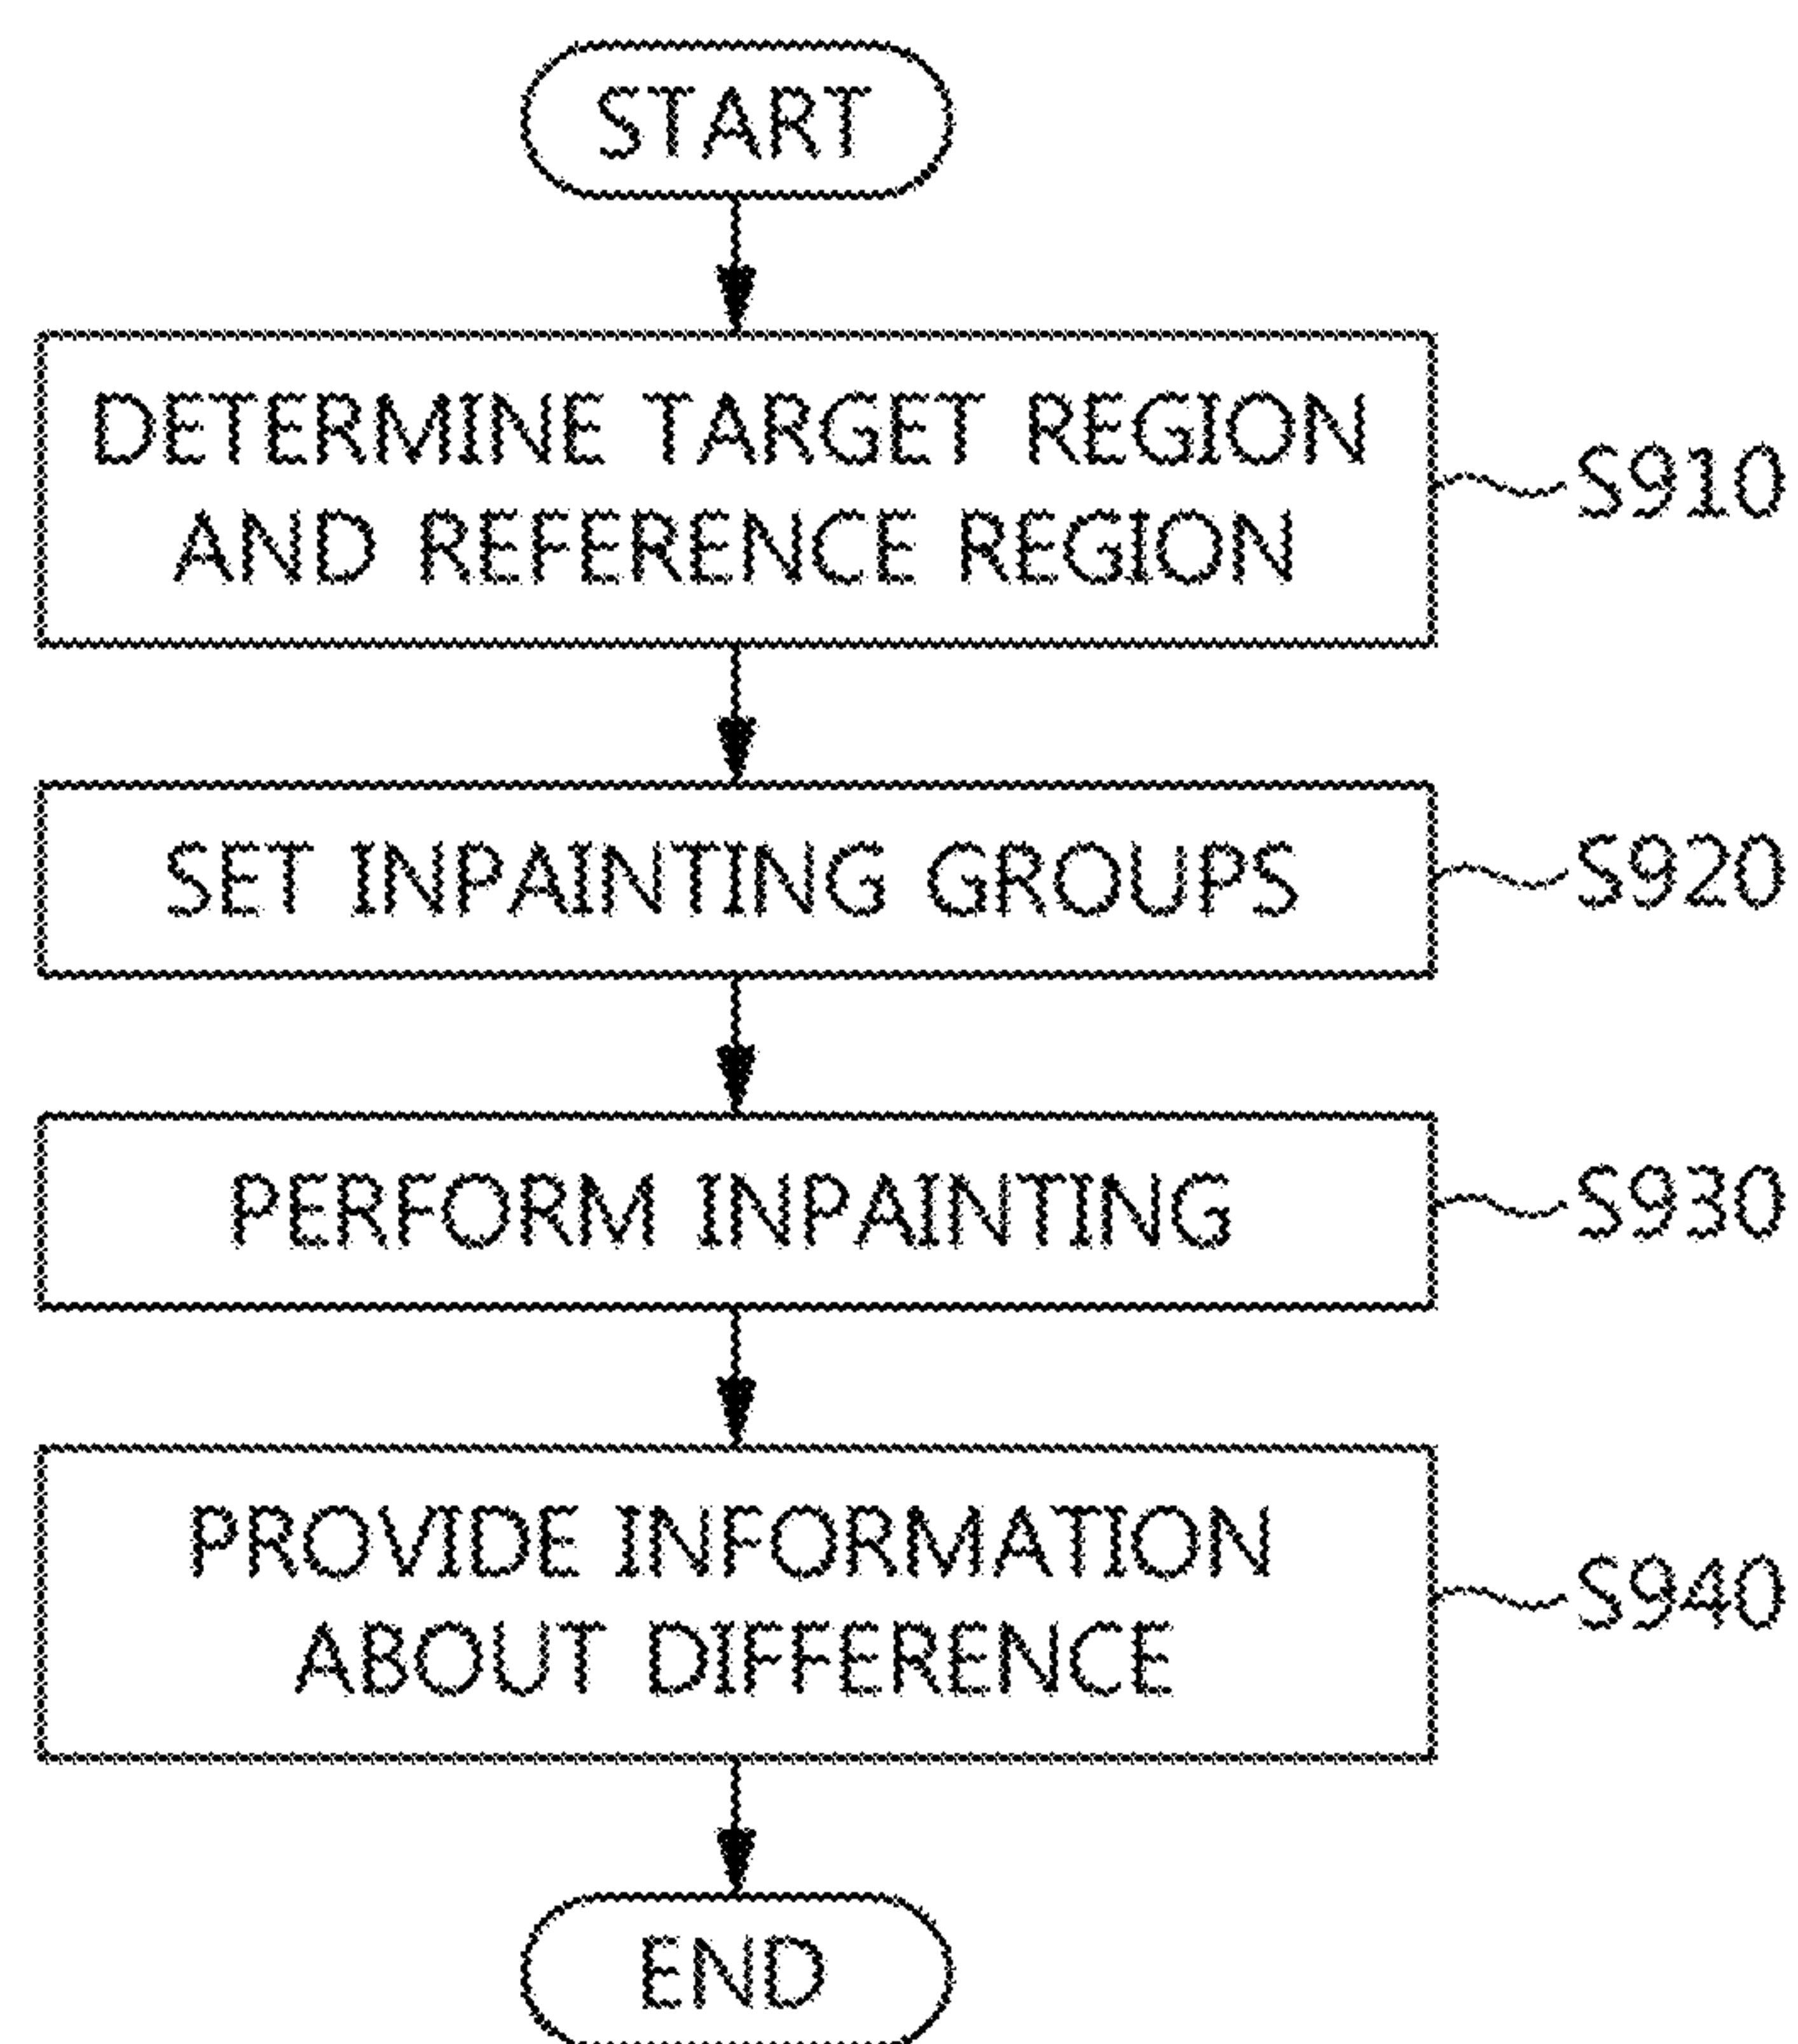 START
DETERMINE TARGET REGION
AND REFERENCE REGION
S910
SET INPAINTING GROUPS
S920
PERFORM INPAINTING
S930
PROVIDE INFORMATION
ABOUT DIFFERENCE
S940
END